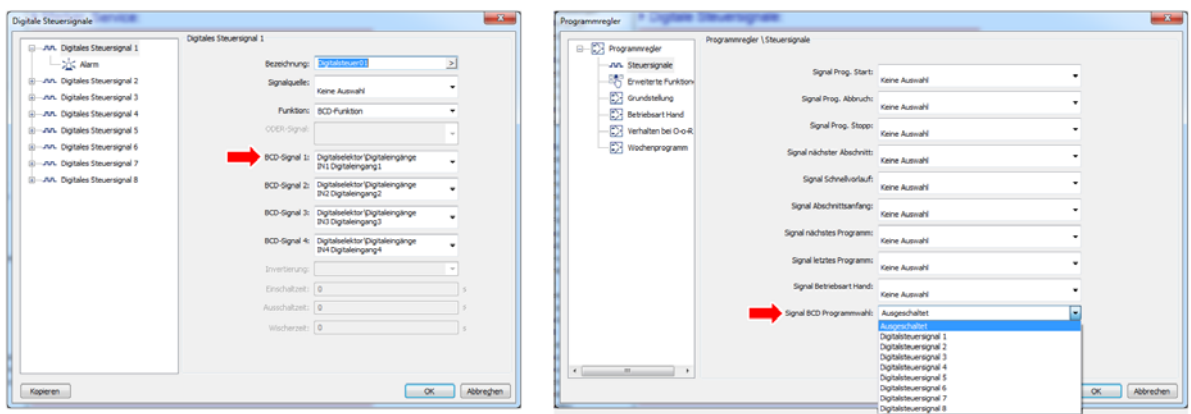 Digitale Steuersignale
Digitales Steuersignal 1
Alarm
Digitales Steuersignal 2
Digitales Steuersignal 3
Digitales Steuersignal 4
Digitales Steuersignal 5
Digitales Steuersignal 6
Digitales Steuersignal 7
Digitales Steuersignal 8
Digitales Steuersignal 1
Bezeichnung: Digitalsteuer01 >
Signalquelle: Keine Auswahl
Funktion: BCD-Funktion
ODER-Signal:
BCD-Signal 1: Digitalselektor\Digitaleingänge
IN1 Digitaleingang1
BCD-Signal 2: Digitalselektor\Digitaleingänge
IN2 Digitaleingang2
BCD-Signal 3: Digitalselektor\Digitaleingänge
IN3 Digitaleingang3
BCD-Signal 4: Digitalselektor\Digitaleingänge
IN4 Digitaleingang4
Invertierung:
Einschaltzeit: 0 s
Ausschaltzeit: 0 s
Wischerzeit: 0 s
Kopieren
OK
Abbrechen
Programmregler
Digitale Steuersignale:
Programmregler
Steuersignale
Erweiterte Funktion
Grundstellung
Betriebsart Hand
Verhalten bei O-o-R
Wochenprogramm
Programmregler \Steuersignale
Signal Prog. Start: Keine Auswahl
Signal Prog. Abbruch: Keine Auswahl
Signal Prog. Stopp: Keine Auswahl
Signal nächster Abschnitt: Keine Auswahl
Signal Schnellvorlauf: Keine Auswahl
Signal Abschnittsanfang: Keine Auswahl
Signal nächstes Programm: Keine Auswahl
Signal letztes Programm: Keine Auswahl
Signal Betriebsart Hand: Keine Auswahl
Signal BCD Programmwahl: Ausgeschaltet
Ausgeschaltet
Digitalsteuersignal 1
Digitalsteuersignal 2
Digitalsteuersignal 3
Digitalsteuersignal 4
Digitalsteuersignal 5
Digitalsteuersignal 6
Digitalsteuersignal 7
Digitalsteuersignal 8
OK
Abbrechen